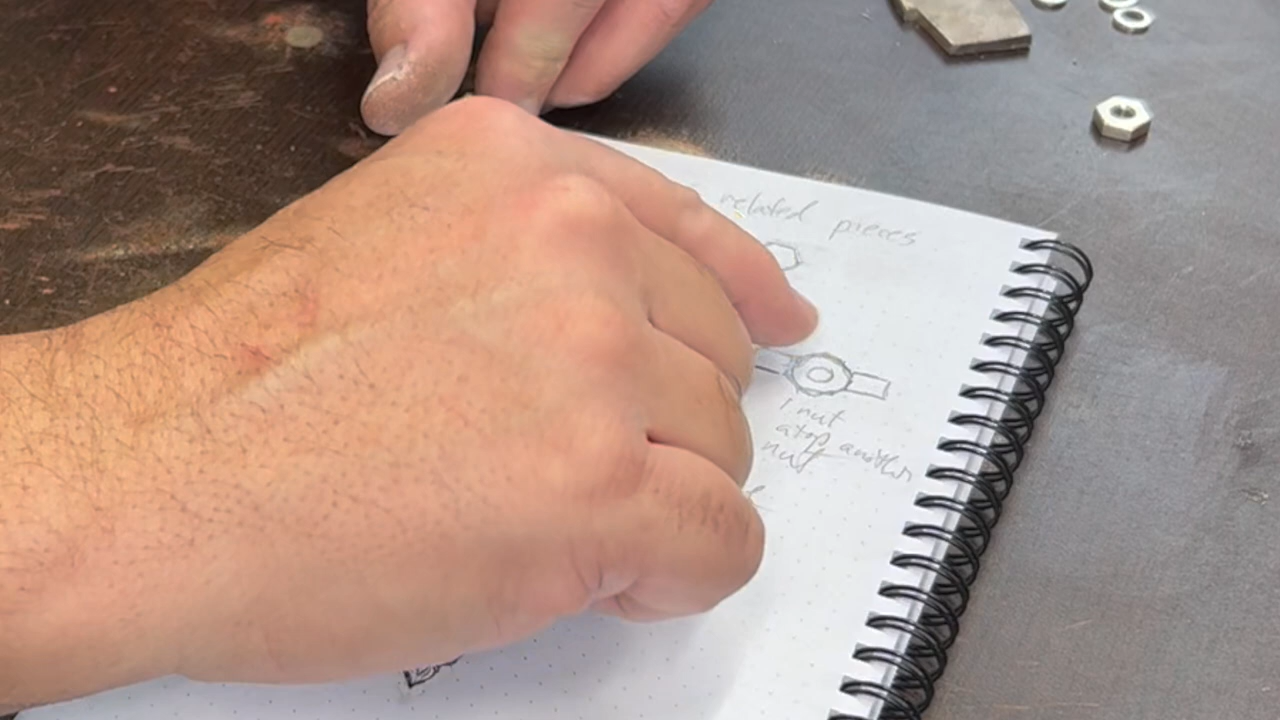 related pieces
1 nut
atop another
nut